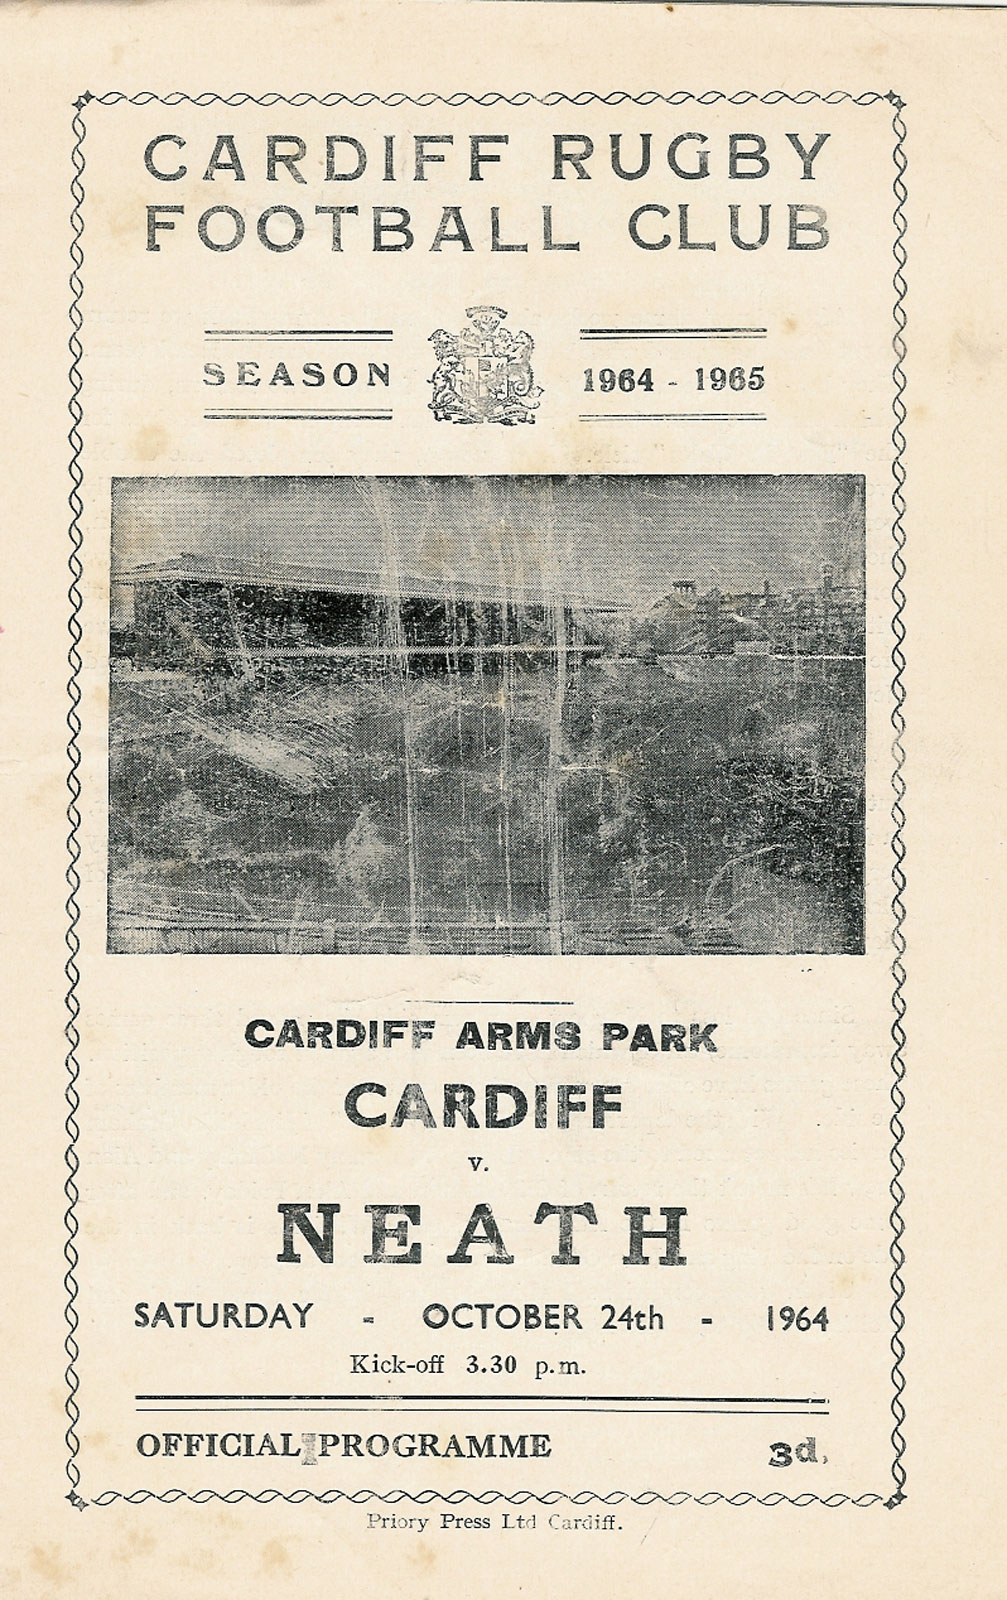 CARDIFF RUGBY
FOOTBALL CLUB
SEASON 1964 - 1965
CARDIFF ARMS PARK
CARDIFF
v.
NEATH
SATURDAY - OCTOBER 24th - 1964
Kick-off 3.30 p.m.
OFFICIAL PROGRAMME 3d.
Priory Press Ltd Cardiff.